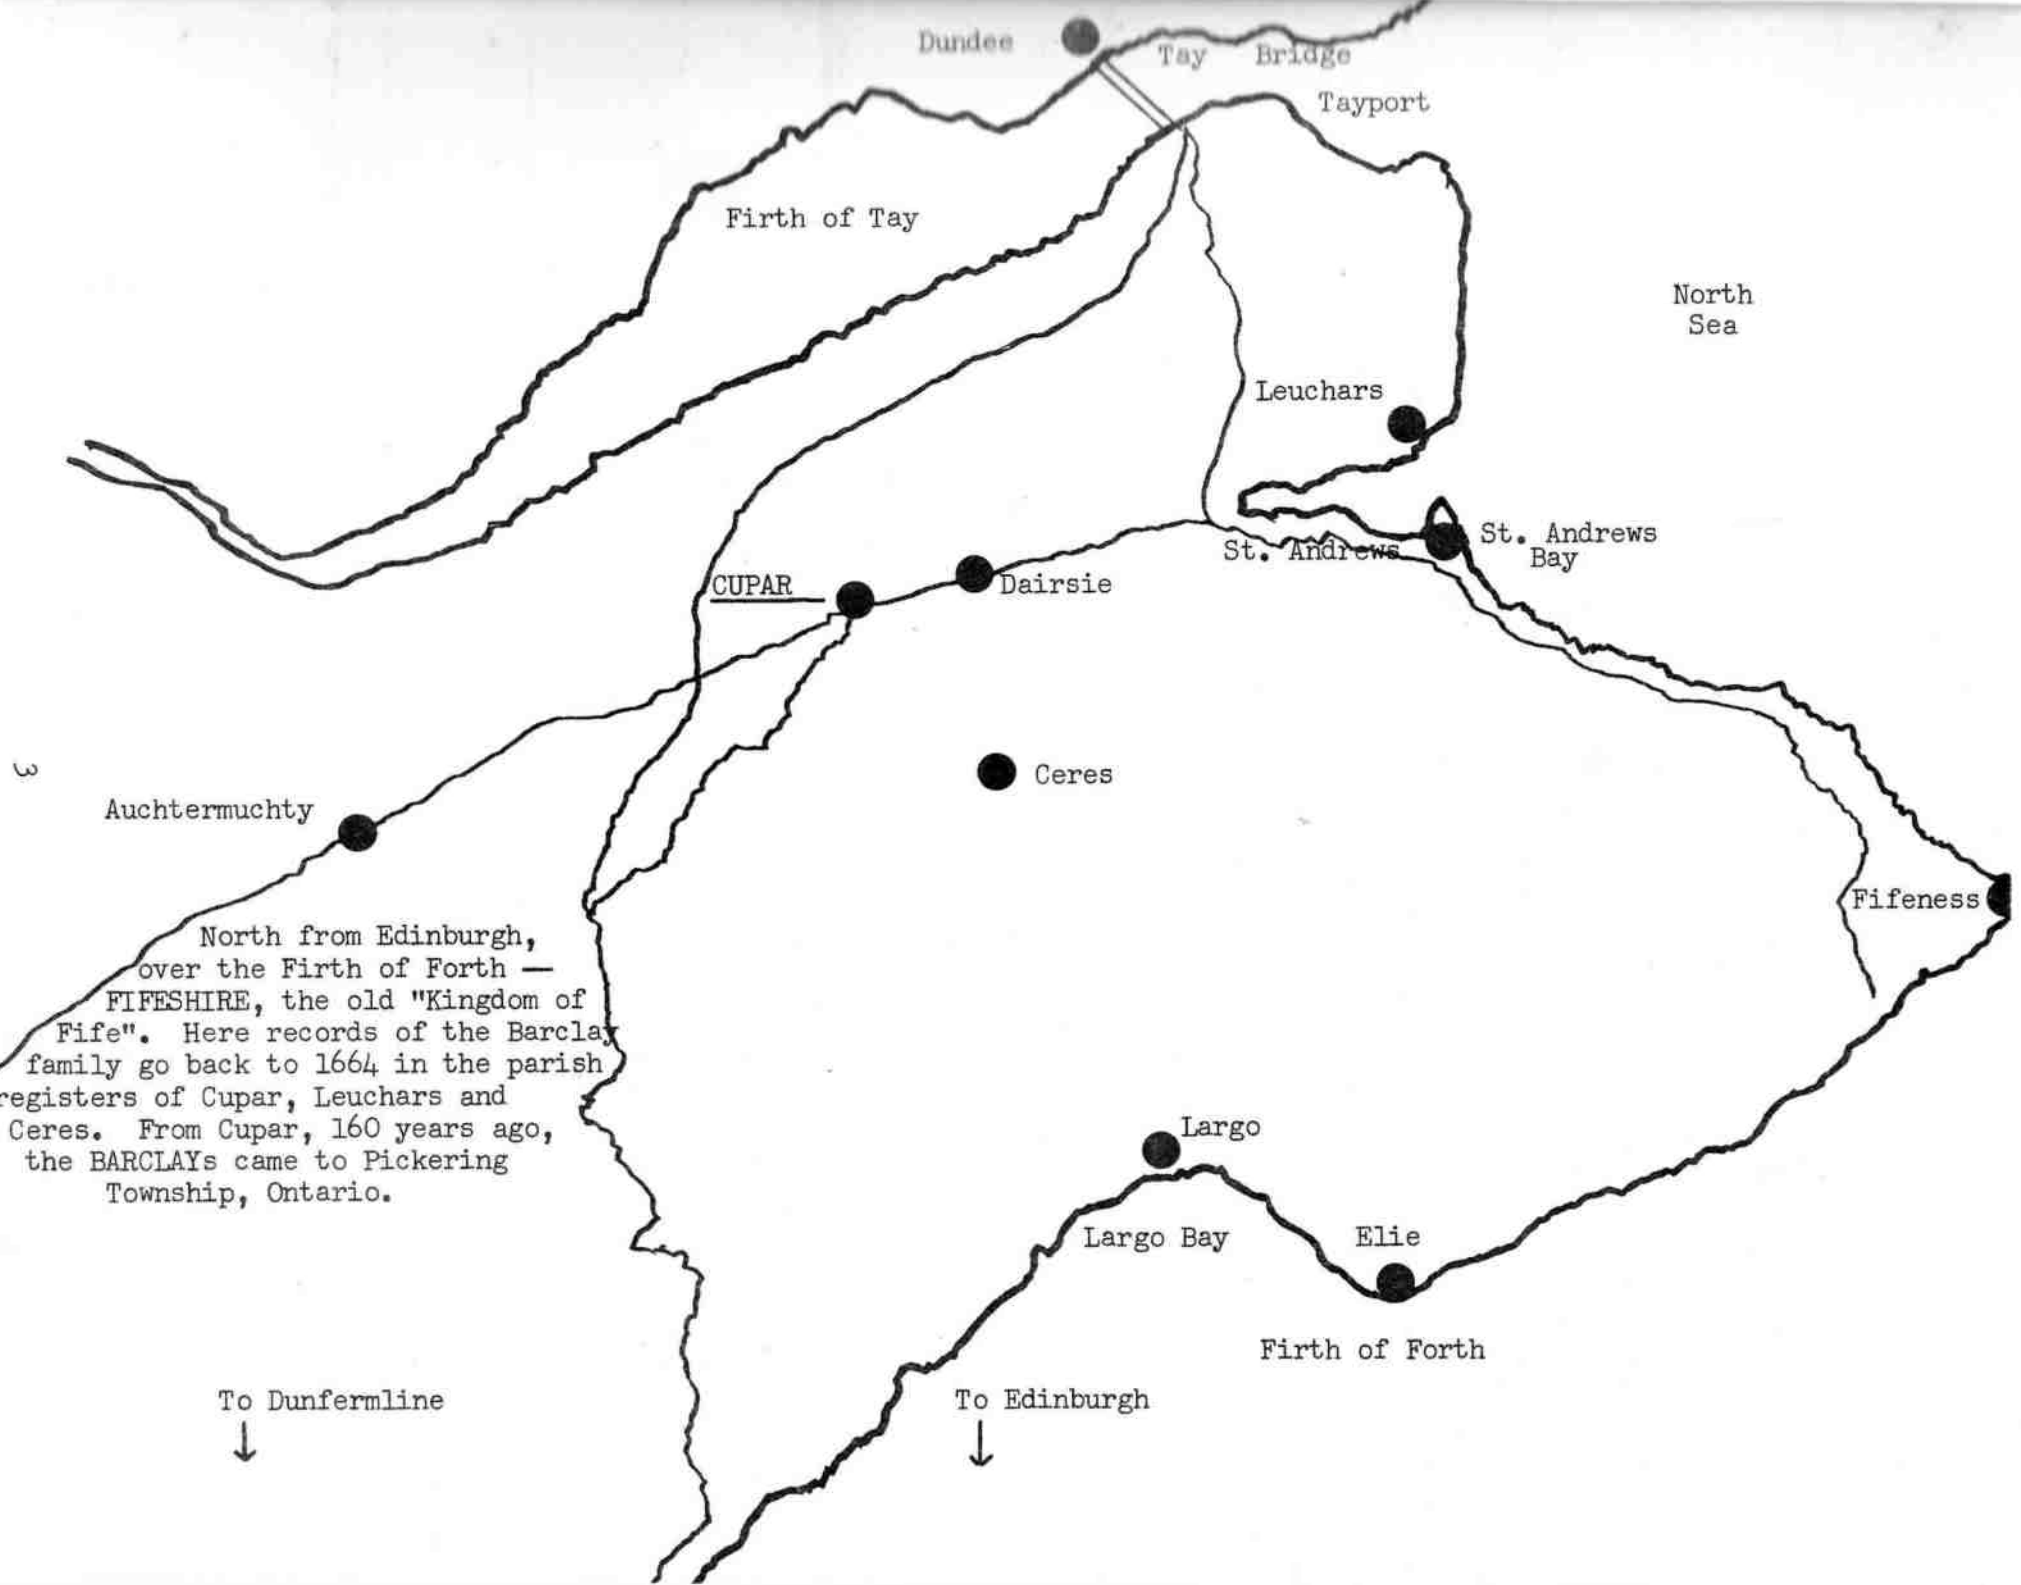 Dundee
Tay Bridge
Tayport
Firth of Tay
North
Sea
Leuchars
St. Andrews
St. Andrews
Bay
CUPAR
Dairsie
Ceres
3
Auchtermuchty
Fifeness
North from Edinburgh,
over the Firth of Forth —
FIFESHIRE, the old "Kingdom of
Fife". Here records of the Barclay
family go back to 1664 in the parish
registers of Cupar, Leuchars and
Ceres. From Cupar, 160 years ago,
the BARCLAYs came to Pickering
Township, Ontario.
Largo
Largo Bay
Elie
Firth of Forth
To Dunfermline
To Edinburgh